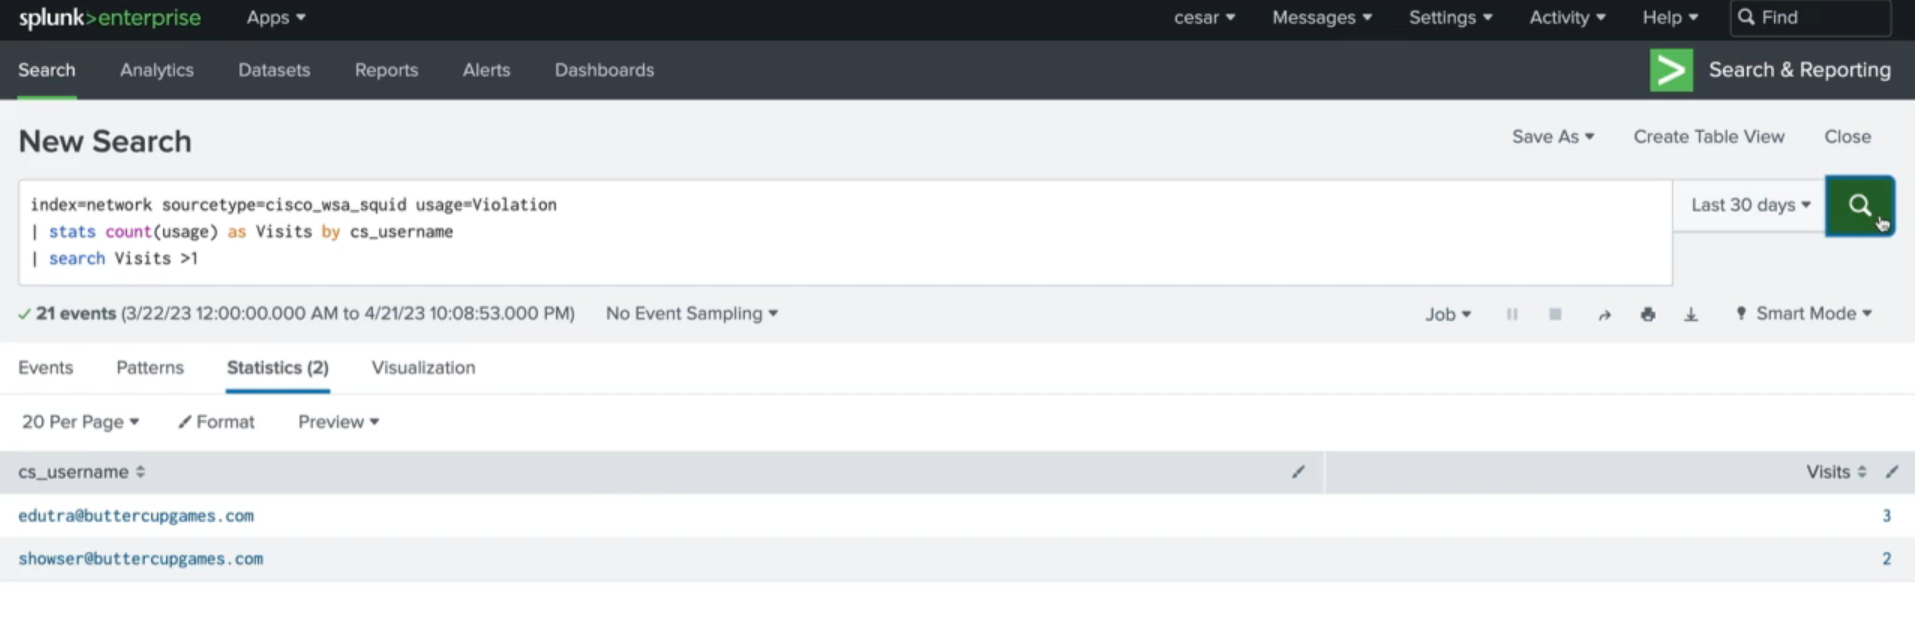 splunk>enterprise Apps cesar Messages Settings Activity Help Find
Search Analytics Datasets Reports Alerts Dashboards Search & Reporting
New Search Save As Create Table View Close
index=network sourcetype=cisco_wsa_squid usage=Violation
| stats count(usage) as Visits by cs_username
| search Visits >1
Last 30 days
21 events (3/22/23 12:00:00.000 AM to 4/21/23 10:08:53.000 PM) No Event Sampling Job Smart Mode
Events Patterns Statistics (2) Visualization
20 Per Page Format Preview
cs_username Visits
edutra@buttercupgames.com 3
showser@buttercupgames.com 2